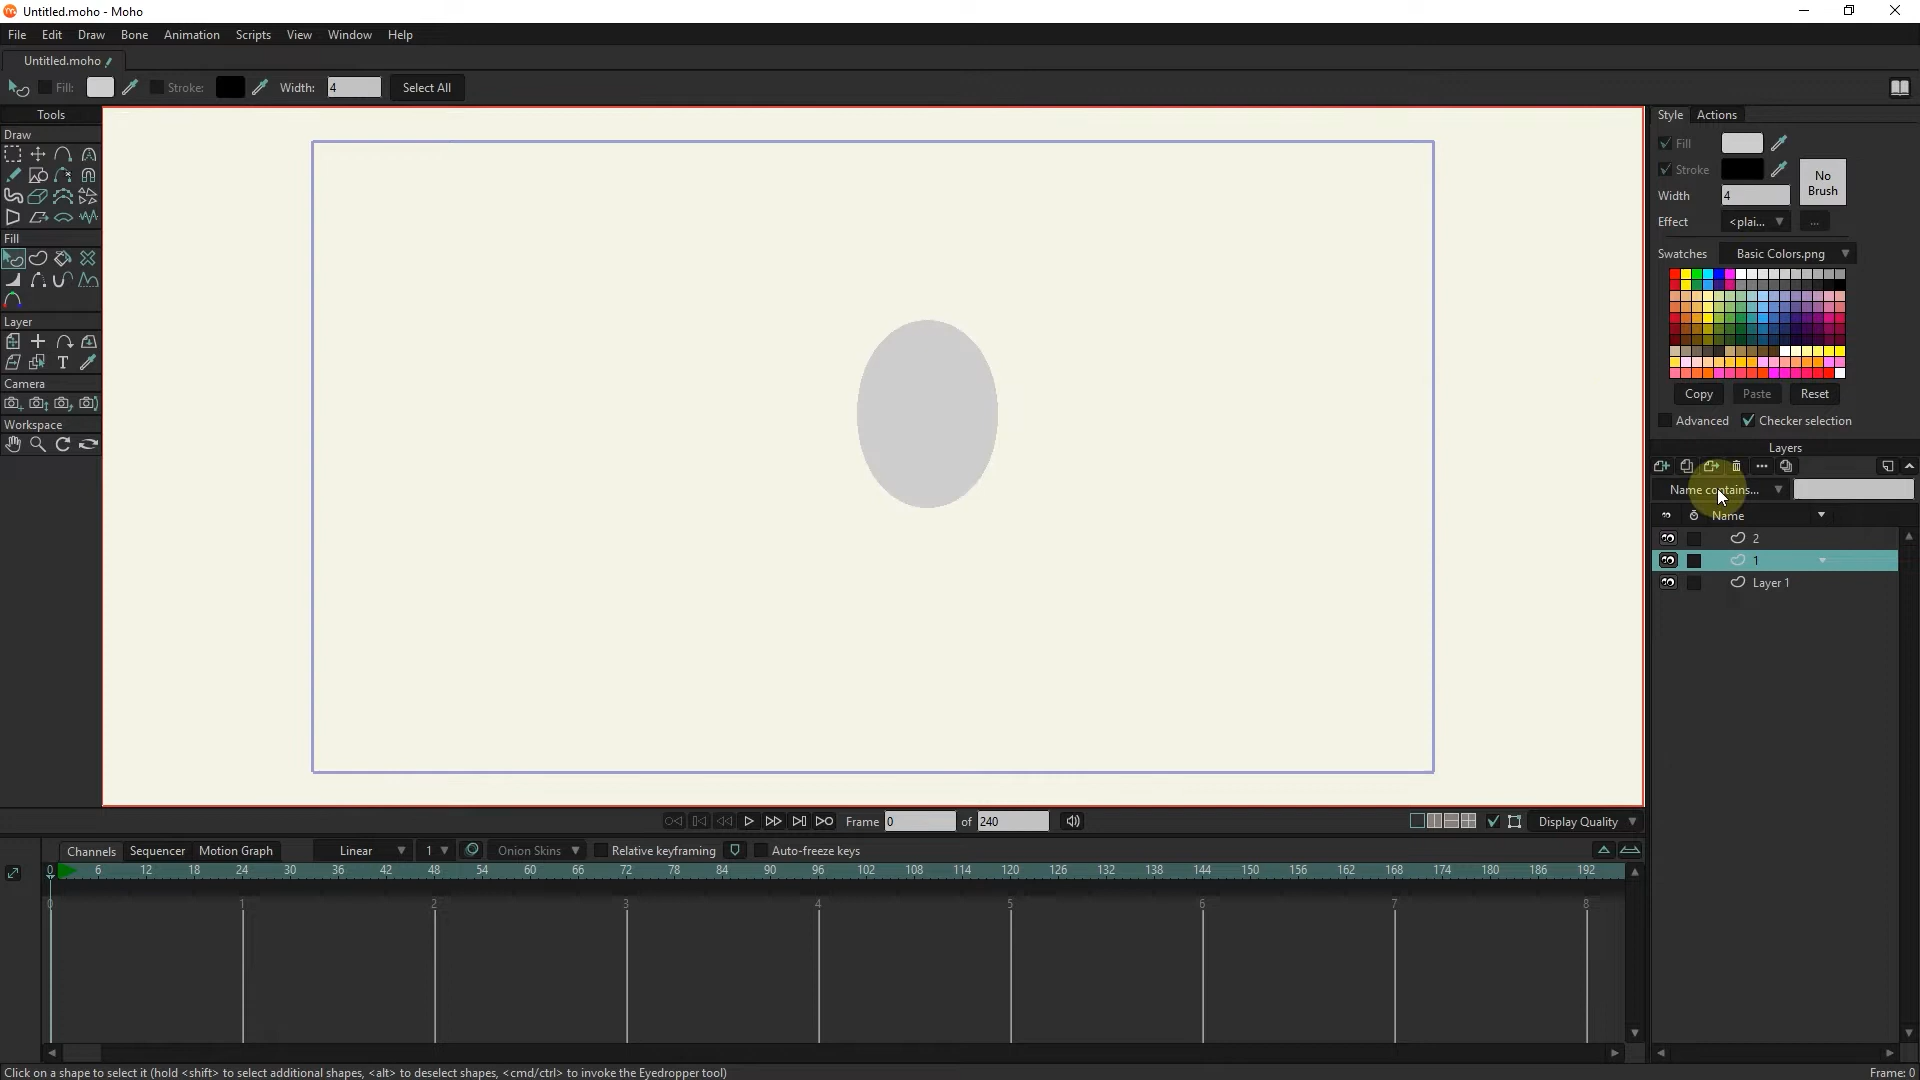 Untitled.moho - Moho
File Edit Draw Bone Animation Scripts View Window Help
Untitled.moho
Fill: Stroke: Width: 4 Select All
Tools
Draw
Fill
Layer
T
Camera
Workspace
Style Actions
Fill
Stroke
No Brush
Width 4
Effect <plai... ...
Swatches Basic Colors.png
Copy Paste Reset
Advanced Checker selection
Layers
Name contains...
Name
2
1
Layer 1
Frame 0 of 240 Display Quality
Channels Sequencer Motion Graph Linear 1 Onion Skins Relative keyframing Auto-freeze keys
0 6 12 18 24 30 36 42 48 54 60 66 72 78 84 90 96 102 108 114 120 126 132 138 144 150 156 162 168 174 180 186 192
0 1 2 3 4 5 6 7 8
Click on a shape to select it (hold <shift> to select additional shapes, <alt> to deselect shapes, <cmd/ctrl> to invoke the Eyedropper tool) Frame: 0